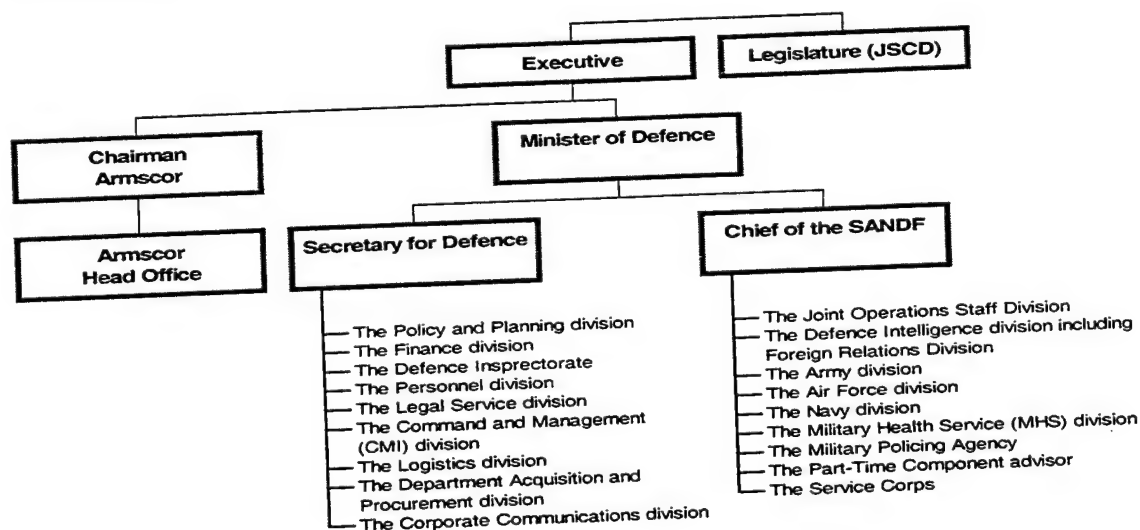 Executive
Legislature (JSCD)
Chairman
Armscor
Minister of Defence
Armscor
Head Office
Secretary for Defence
Chief of the SANDF
The Policy and Planning division
The Finance division
The Defence Insprectorate
The Personnel division
The Legal Service division
The Command and Management
(CMI) division
The Logistics division
The Department Acquisition and
Procurement division
The Corporate Communications division
The Joint Operations Staff Division
The Defence Intelligence division including
Foreign Relations Division
The Army division
The Air Force division
The Navy division
The Military Health Service (MHS) division
The Military Policing Agency
The Part-Time Component advisor
The Service Corps